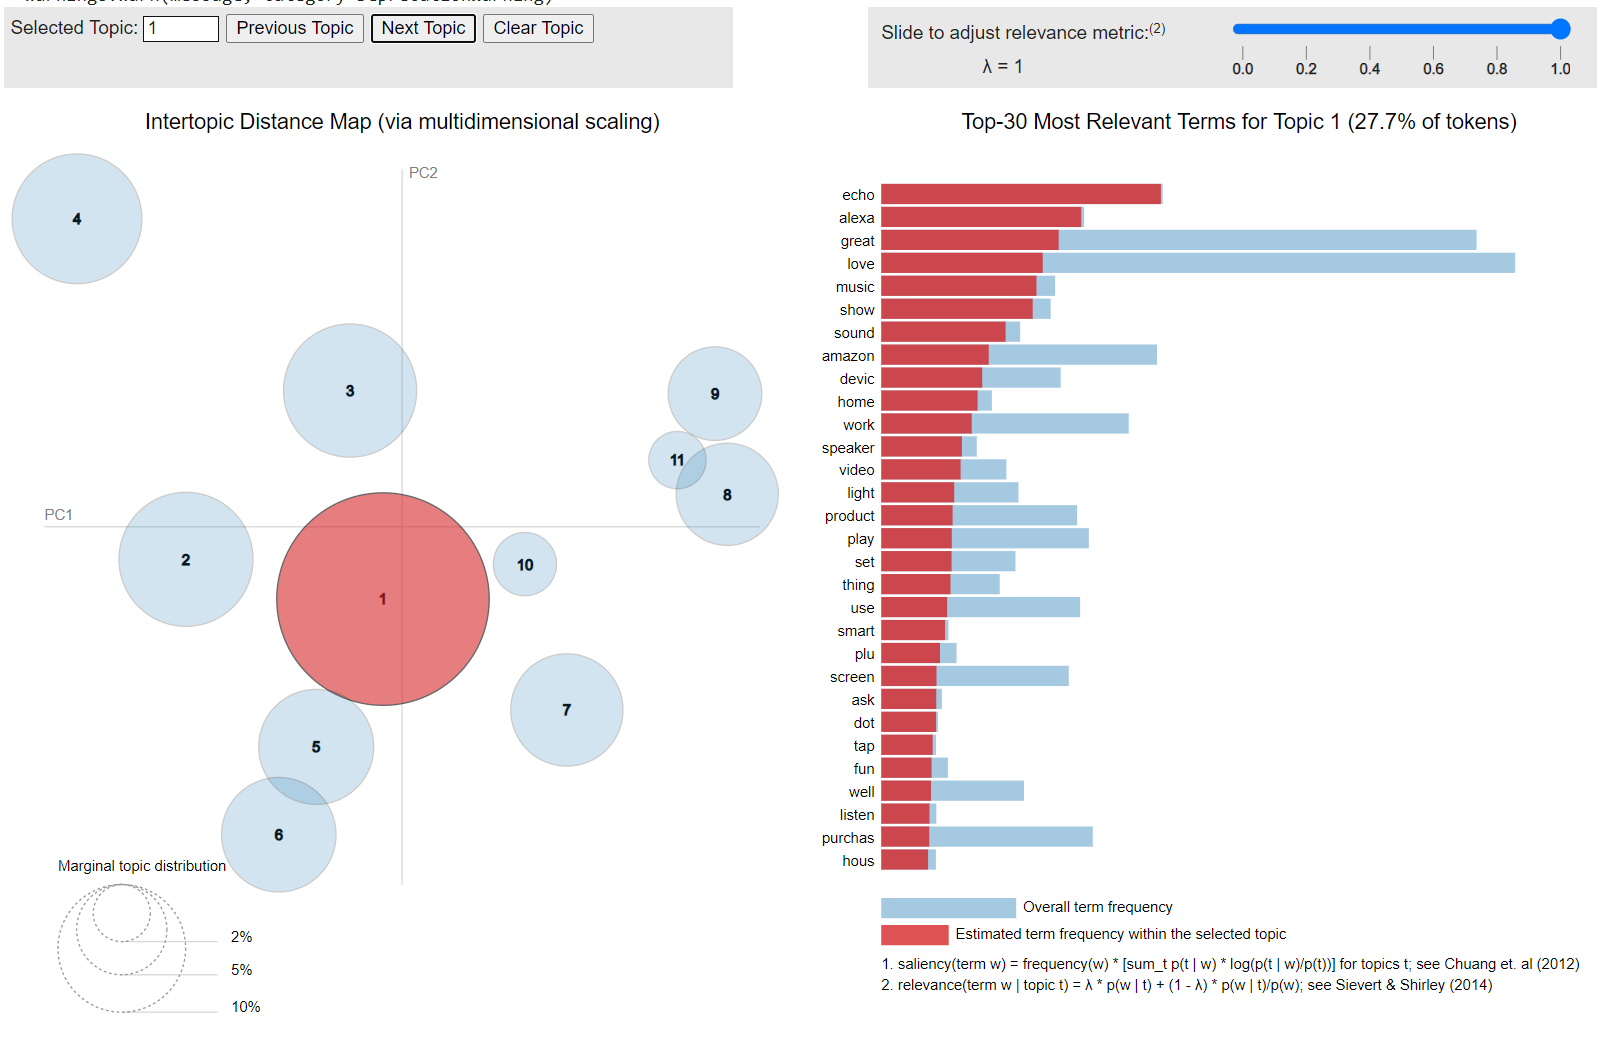 Selected Topic: 1 Previous Topic Next Topic Clear Topic
Slide to adjust relevance metric:(2)
λ = 1
0.0 0.2 0.4 0.6 0.8 1.0
Intertopic Distance Map (via multidimensional scaling)
PC2
PC1
4
3
9
11
8
2
10
1
7
5
6
Marginal topic distribution
2%
5%
10%
Top-30 Most Relevant Terms for Topic 1 (27.7% of tokens)
echo
alexa
great
love
music
show
sound
amazon
devic
home
work
speaker
video
light
product
play
set
thing
use
smart
plu
screen
ask
dot
tap
fun
well
listen
purchas
hous
Overall term frequency
Estimated term frequency within the selected topic
1. saliency(term w) = frequency(w) * [sum_t p(t | w) * log(p(t | w)/p(t))] for topics t; see Chuang et. al (2012)
2. relevance(term w | topic t) = λ * p(w | t) + (1 - λ) * p(w | t)/p(w); see Sievert & Shirley (2014)